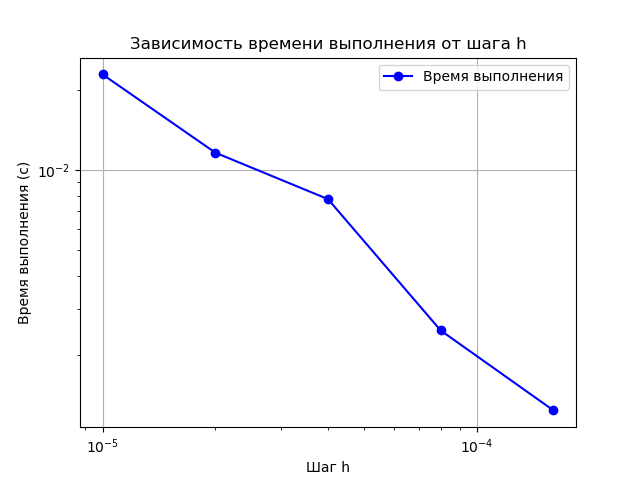 Зависимость времени выполнения от шага h
Время выполнения
10⁻²
Время выполнения (с)
10⁻⁵
10⁻⁴
Шаг h